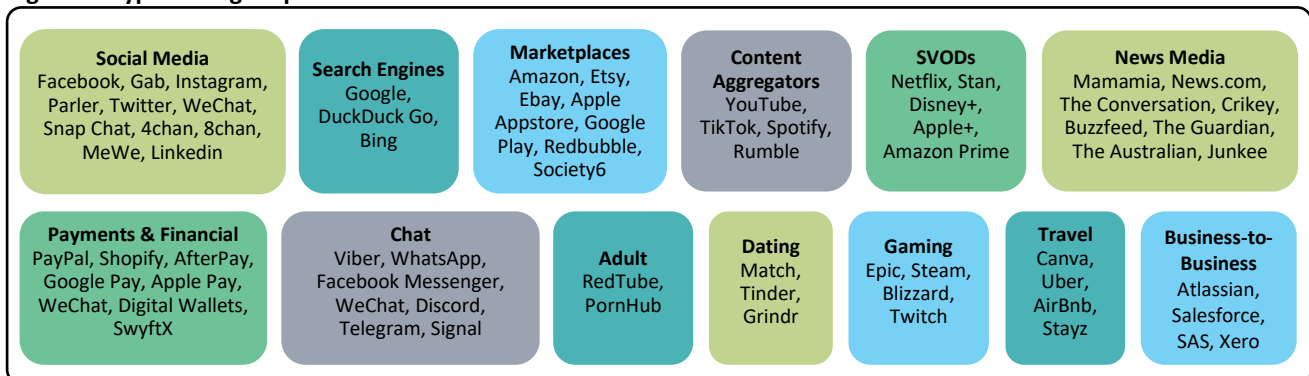 Social Media
Facebook, Gab, Instagram,
Parler, Twitter, WeChat,
Snap Chat, 4chan, 8chan,
MeWe, Linkedin
Search Engines
Google,
DuckDuck Go,
Bing
Marketplaces
Amazon, Etsy,
Ebay, Apple
Appstore, Google
Play, Redbubble,
Society6
Content
Aggregators
YouTube,
TikTok, Spotify,
Rumble
SVODs
Netflix, Stan,
Disney+,
Apple+,
Amazon Prime
News Media
Mamamia, News.com,
The Conversation, Crikey,
Buzzfeed, The Guardian,
The Australian, Junkee
Payments & Financial
PayPal, Shopify, AfterPay,
Google Pay, Apple Pay,
WeChat, Digital Wallets,
SwyftX
Chat
Viber, WhatsApp,
Facebook Messenger,
WeChat, Discord,
Telegram, Signal
Adult
RedTube,
PornHub
Dating
Match,
Tinder,
Grindr
Gaming
Epic, Steam,
Blizzard,
Twitch
Travel
Canva,
Uber,
AirBnb,
Stayz
Business-to-
Business
Atlassian,
Salesforce,
SAS, Xero